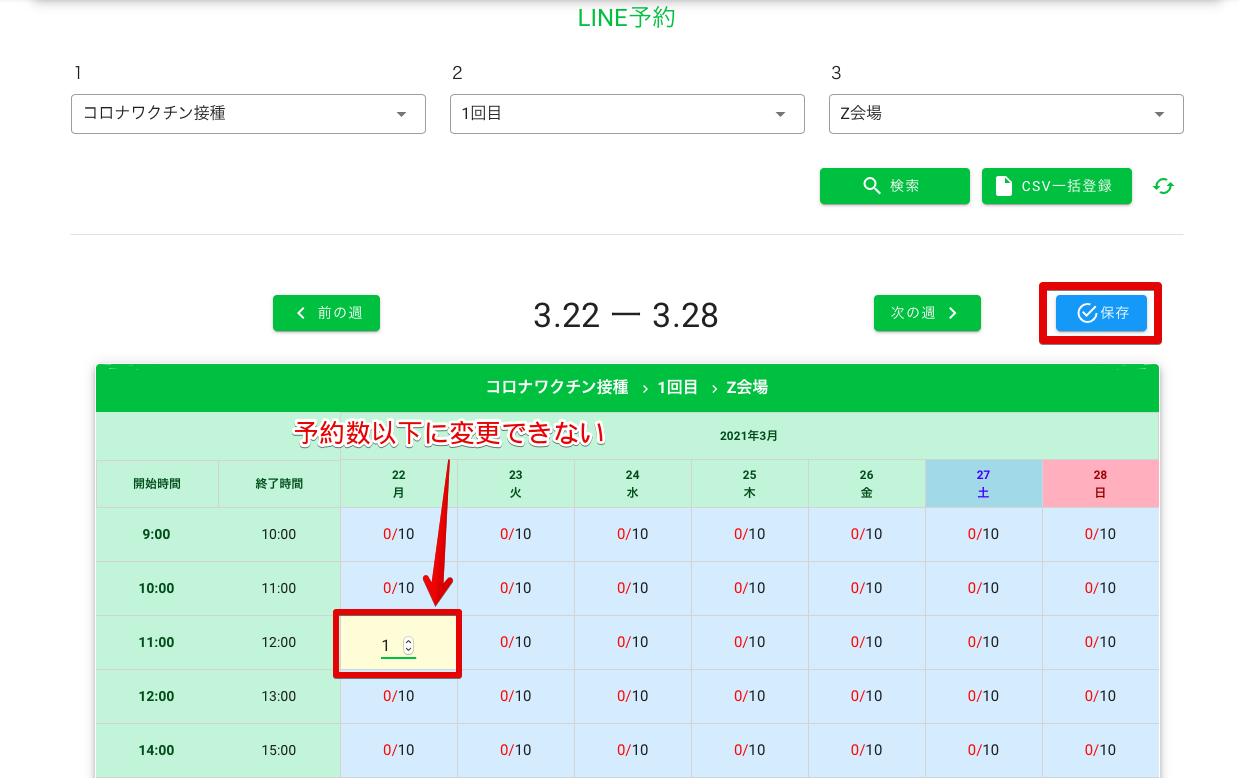 LINE予約
1 2 3
コロナワクチン接種 1回目 Z会場
検索 CSV一括登録
前の週 3.22 ー 3.28 次の週 保存
コロナワクチン接種 › 1回目 › Z会場
予約数以下に変更できない 2021年3月
開始時間 終了時間 22 23 24 25 26 27 28
月 火 水 木 金 土 日
9:00 10:00 0/10 0/10 0/10 0/10 0/10 0/10 0/10
10:00 11:00 0/10 0/10 0/10 0/10 0/10 0/10 0/10
11:00 12:00 1 0/10 0/10 0/10 0/10 0/10 0/10
12:00 13:00 0/10 0/10 0/10 0/10 0/10 0/10 0/10
14:00 15:00 0/10 0/10 0/10 0/10 0/10 0/10 0/10